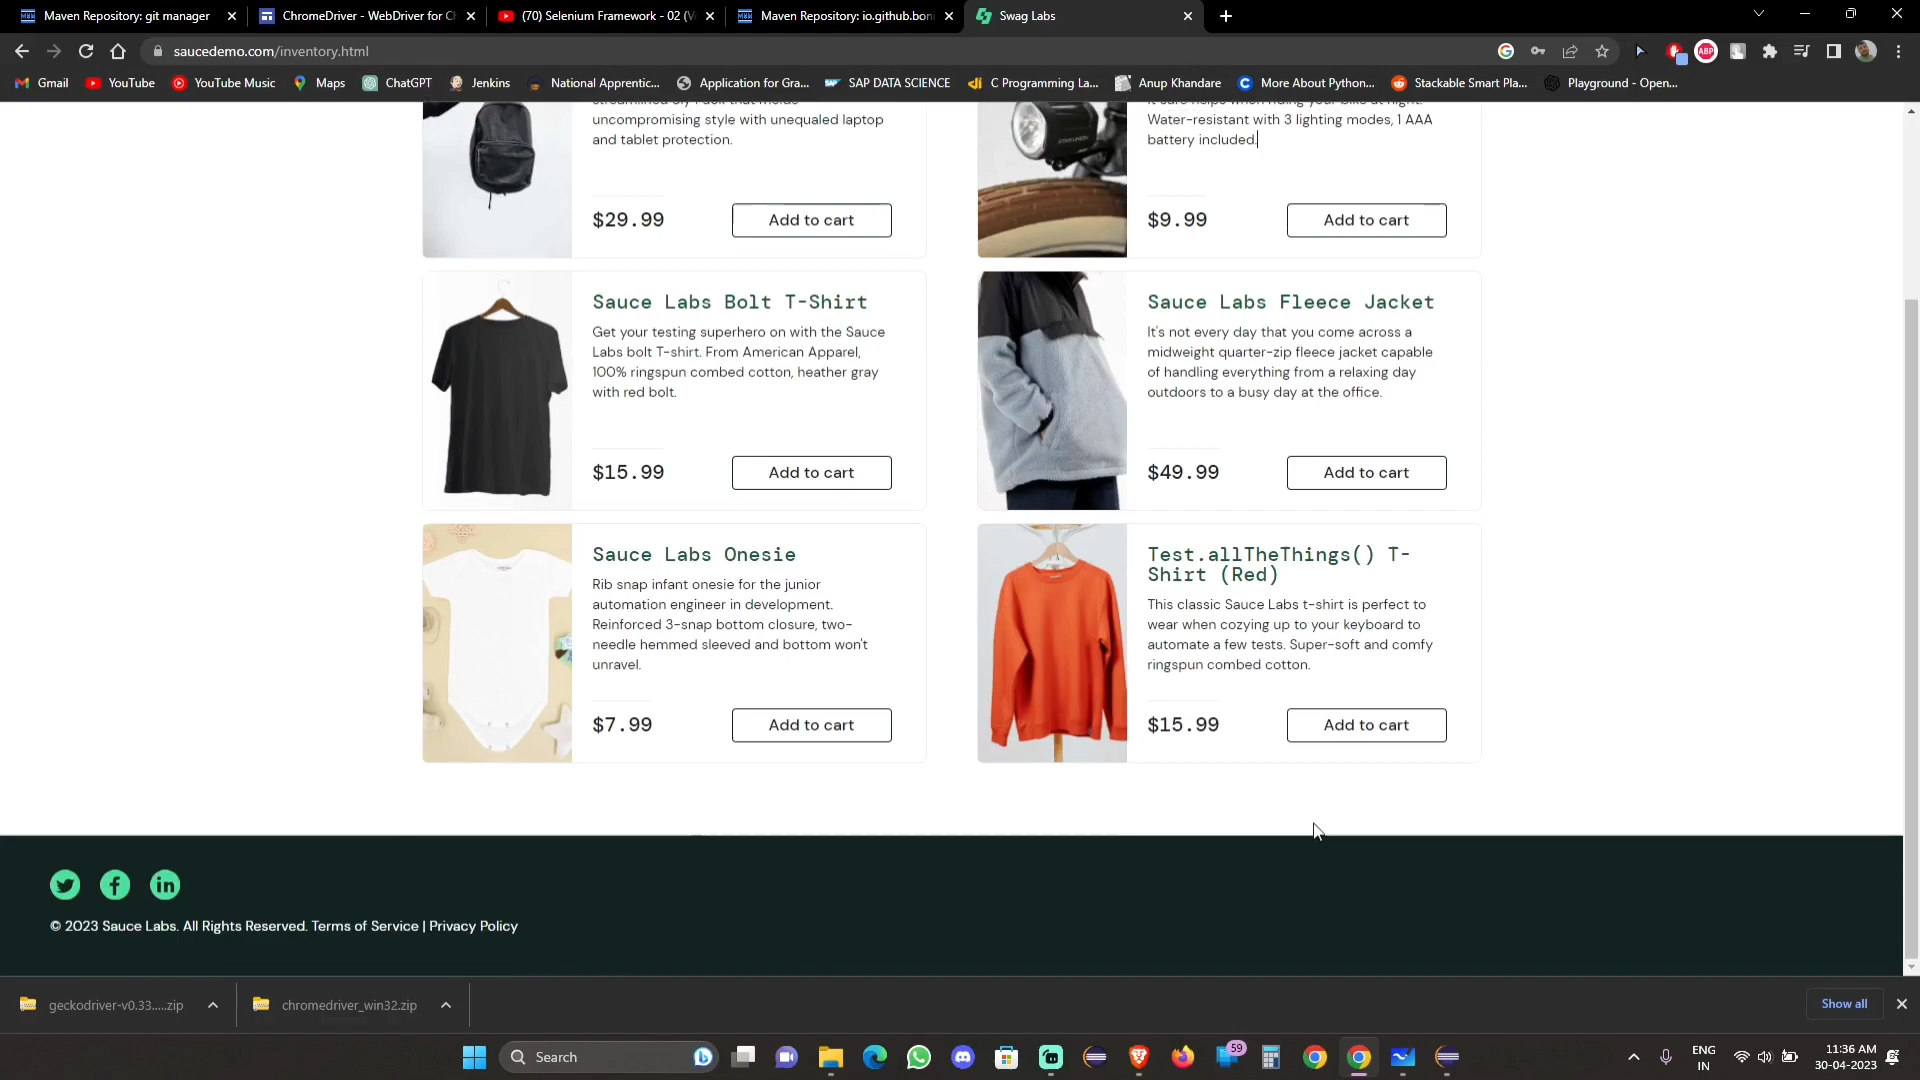 Maven Repository: git manager
ChromeDriver - WebDriver for Ch
(70) Selenium Framework - 02 (V
Maven Repository: io.github.boni
Swag Labs
saucedemo.com/inventory.html
Gmail
YouTube
YouTube Music
Maps
ChatGPT
Jenkins
National Apprentic...
Application for Gra...
SAP DATA SCIENCE
C Programming La...
Anup Khandare
More About Python...
Stackable Smart Pla...
Playground - Open...
uncompromising style with unequaled laptop
and tablet protection.
$29.99
Add to cart
It sure helps when riding your bike at night.
Water-resistant with 3 lighting modes, 1 AAA
battery included.
$9.99
Add to cart
Sauce Labs Bolt T-Shirt
Get your testing superhero on with the Sauce
Labs bolt T-shirt. From American Apparel,
100% ringspun combed cotton, heather gray
with red bolt.
$15.99
Add to cart
Sauce Labs Fleece Jacket
It's not every day that you come across a
midweight quarter-zip fleece jacket capable
of handling everything from a relaxing day
outdoors to a busy day at the office.
$49.99
Add to cart
Sauce Labs Onesie
Rib snap infant onesie for the junior
automation engineer in development.
Reinforced 3-snap bottom closure, two-
needle hemmed sleeved and bottom won't
unravel.
$7.99
Add to cart
Test.allTheThings() T-
Shirt (Red)
This classic Sauce Labs t-shirt is perfect to
wear when cozying up to your keyboard to
automate a few tests. Super-soft and comfy
ringspun combed cotton.
$15.99
Add to cart
© 2023 Sauce Labs. All Rights Reserved. Terms of Service | Privacy Policy
geckodriver-v0.33.....zip
chromedriver_win32.zip
Show all
Search
59
ENG
IN
11:36 AM
30-04-2023